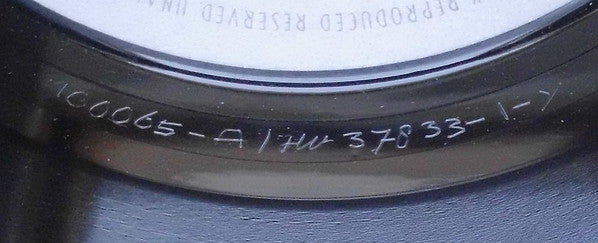 REPRODUCED RESERVED
100065-A / HW 37833-1-